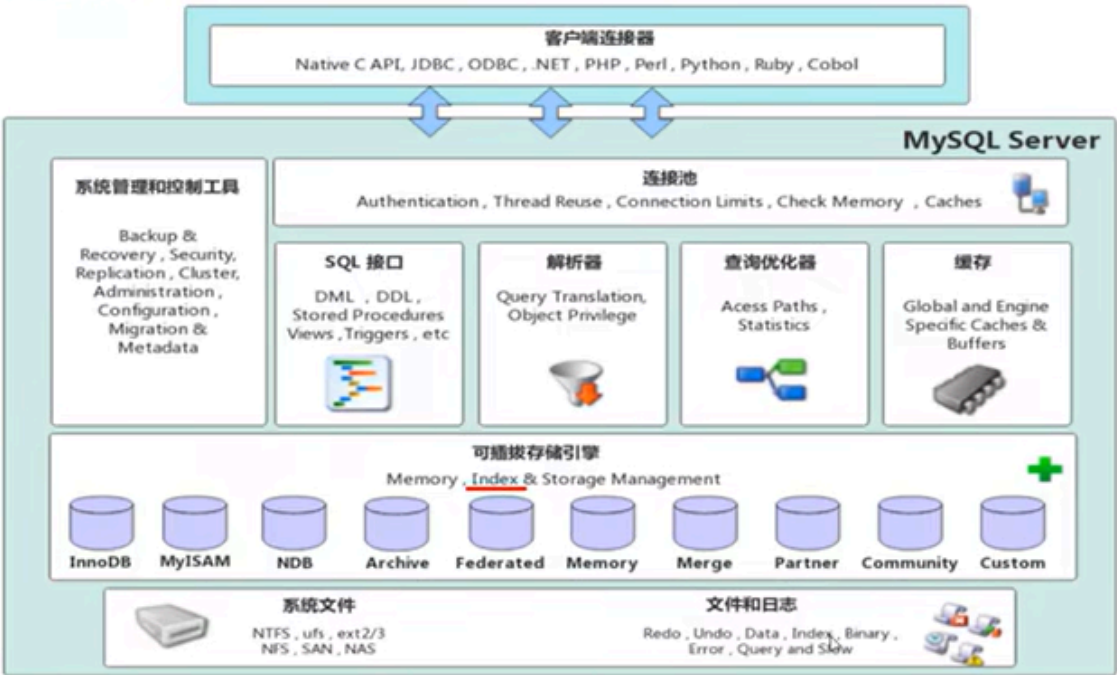 客户端连接器
Native C API, JDBC , ODBC , .NET , PHP , Perl , Python , Ruby , Cobol
MySQL Server
系统管理和控制工具
Backup &
Recovery , Security,
Replication , Cluster,
Administration ,
Configuration ,
Migration &
Metadata
连接池
Authentication , Thread Reuse , Connection Limits , Check Memory , Caches
SQL 接口
DML , DDL ,
Stored Procedures
Views ,Triggers , etc
解析器
Query Translation,
Object Privilege
查询优化器
Acess Paths ,
Statistics
缓存
Global and Engine
Specific Caches &
Buffers
可插拔存储引擎
Memory , Index & Storage Management
InnoDB
MyISAM
NDB
Archive
Federated
Memory
Merge
Partner
Community
Custom
系统文件
NTFS , ufs , ext2/3
NFS , SAN , NAS
文件和日志
Redo , Undo , Data , Index , Binary ,
Error , Query and Slow